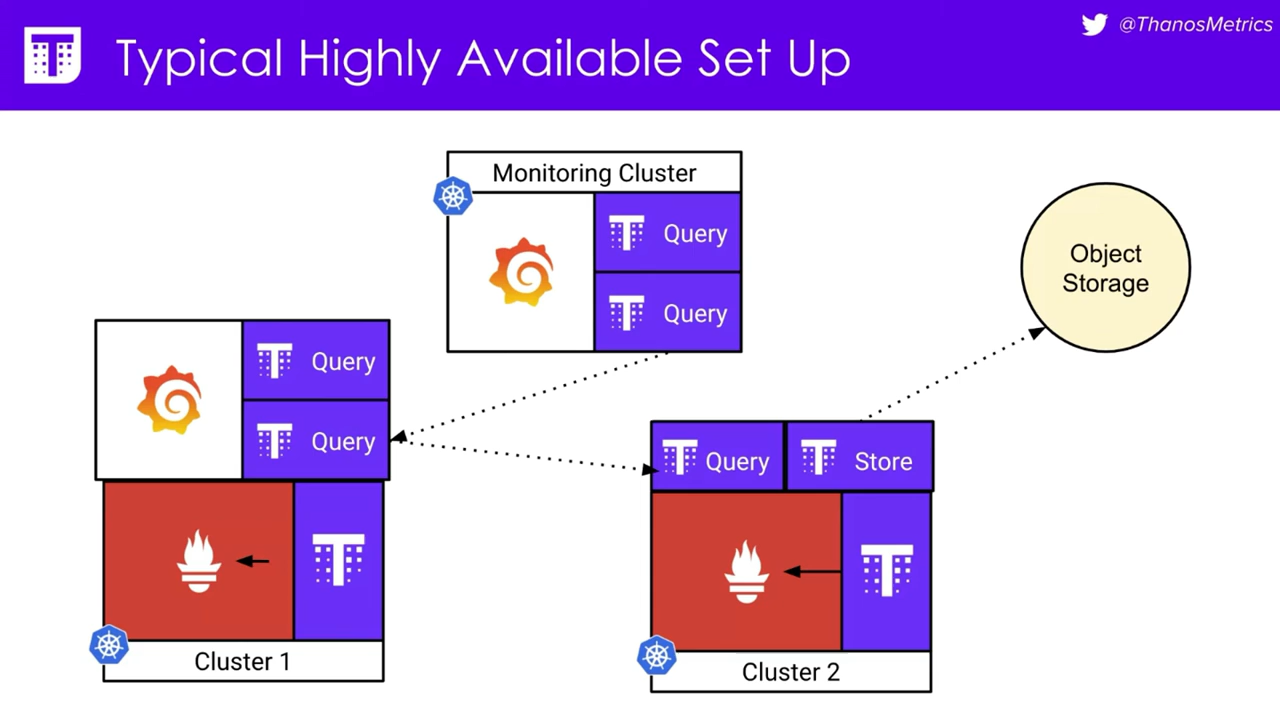 @ThanosMetrics
Typical Highly Available Set Up
Monitoring Cluster
Query
Query
Object
Storage
Query
Query
Query
Store
Cluster 1
Cluster 2